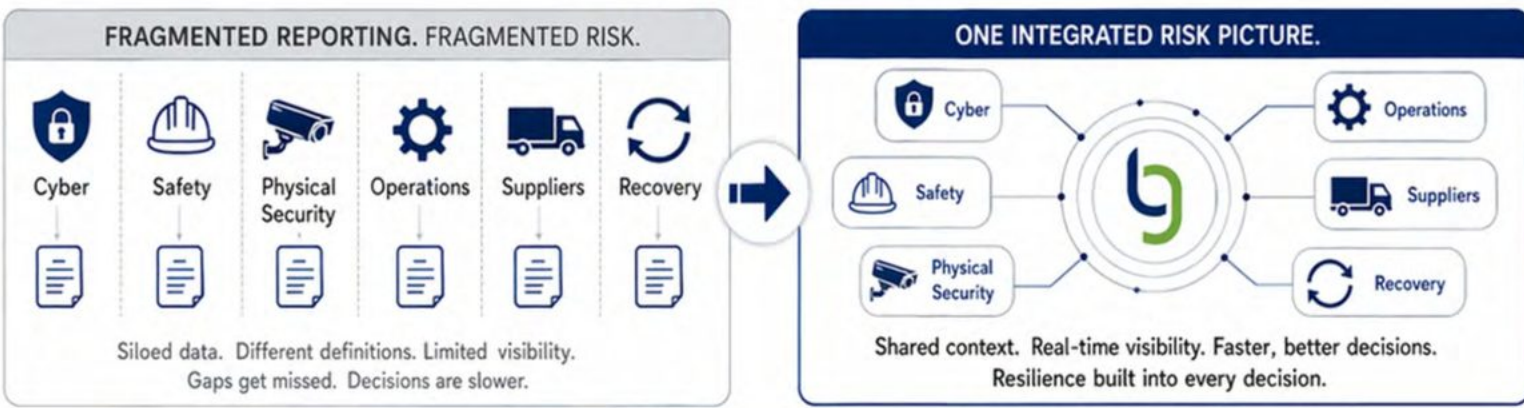 FRAGMENTED REPORTING. FRAGMENTED RISK.
Cyber
Safety
Physical
Security
Operations
Suppliers
Recovery
Siloed data. Different definitions. Limited visibility.
Gaps get missed. Decisions are slower.
ONE INTEGRATED RISK PICTURE.
Cyber
Safety
Physical
Security
bg
Operations
Suppliers
Recovery
Shared context. Real-time visibility. Faster, better decisions.
Resilience built into every decision.